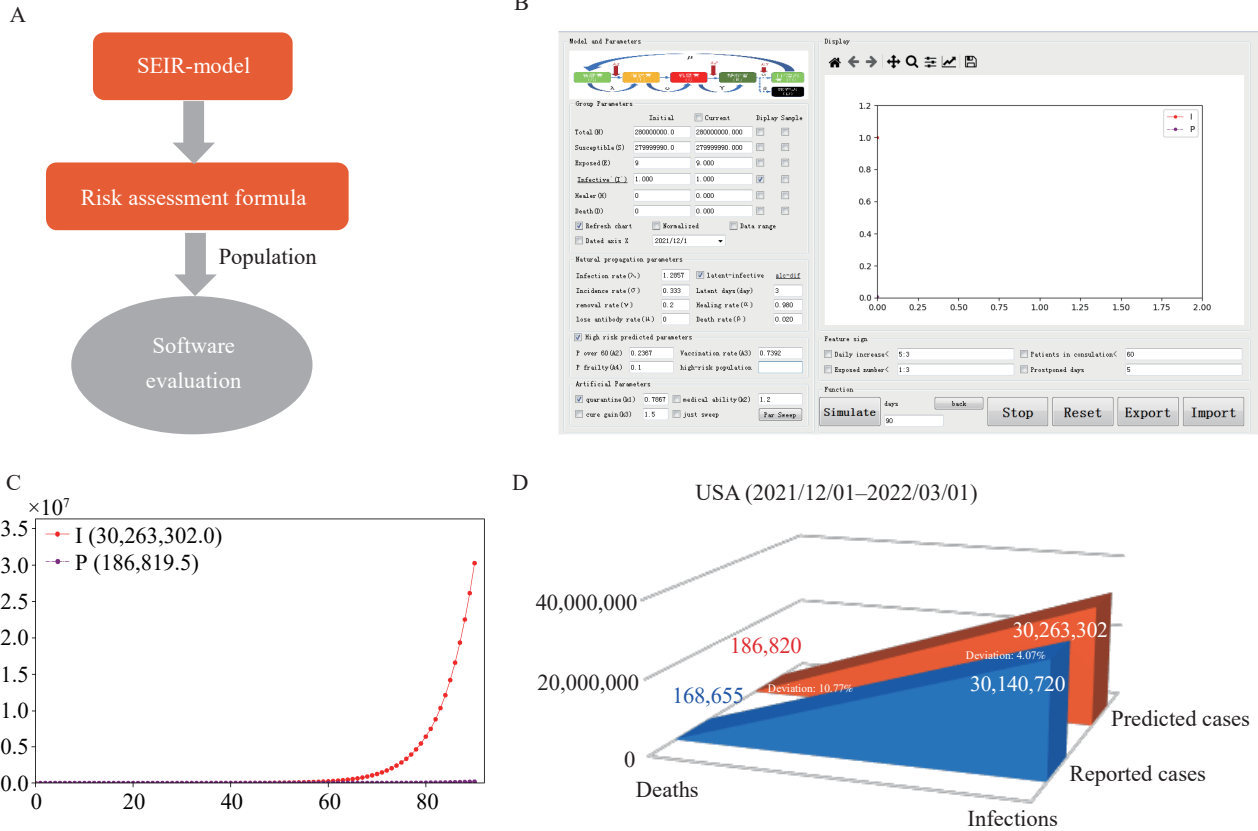 A
SEIR-model
Risk assessment formula
Population
Software
evaluation
B
Model and Parameters
μ
λ σ γ
Group Parameters
Initial Current Diplay Sample
Total(N) 280000000.0 280000000.000
Susceptible(S) 279999990.0 279999990.000
Exposed(E) 9 9.000
Infective (I) 1.000 1.000
Healer(H) 0 0.000
Death(D) 0 0.000
Refresh chart Normalized Data range
Dated axis X 2021/12/1
Natural propagation parameters
Infection rate(λ) 1.2857 latent-infective alc-dif
Incidence rate(σ) 0.333 Latent days(day) 3
removal rate(γ) 0.2 Healing rate(α) 0.980
lose antibody rate(μ) 0 Death rate(β) 0.020
High risk predicted parameters
P over 60(A2) 0.2367 Vaccination rate(A3) 0.7392
P frailty(A4) 0.1 high-risk population
Artificial Parameters
quarantine(k1) 0.7867 medical ability(k2) 1.2
cure gain(k3) 1.5 just sweep Par Sweep
Display
1.2
1.0
0.8
0.6
0.4
0.2
0.0
0.00 0.25 0.50 0.75 1.00 1.25 1.50 1.75 2.00
I
P
Feature sign
Daily increase< 5:3 Patients in consulation< 60
Exposed number< 1:3 Prostponed days 5
Function
Simulate days 90 back Stop Reset Export Import
C
×10⁷
3.5
3.0
2.5
2.0
1.0
1.0
0.5
0.0
0 20 40 60 80
I (30,263,302.0)
P (186,819.5)
D
USA (2021/12/01–2022/03/01)
40,000,000
20,000,000
0
186,820
168,655
Deviation: 10.77%
30,263,302
Deviation: 4.07%
30,140,720
Predicted cases
Reported cases
Deaths
Infections